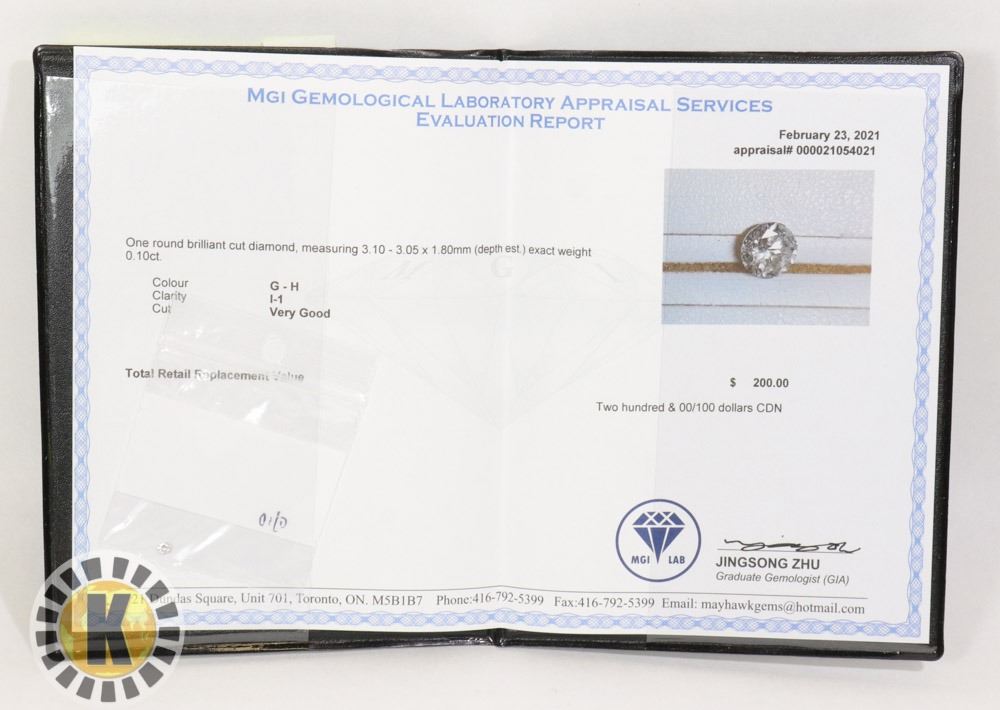 MGI GEMOLOGICAL LABORATORY APPRAISAL SERVICES
EVALUATION REPORT
February 23, 2021
appraisal# 000021054021
One round brilliant cut diamond, measuring 3.10 - 3.05 x 1.80mm (depth est.) exact weight
0.10ct.
G
Colour G - H
Clarity I-1
Cut Very Good
Total Retail Replacement Value
$ 200.00
Two hundred & 00/100 dollars CDN
0.10
MGI LAB
JINGSONG ZHU
Graduate Gemologist (GIA)
21 Dundas Square, Unit 701, Toronto, ON. M5B1B7 Phone:416-792-5399 Fax:416-792-5399 Email: mayhawkgems@hotmail.com
K